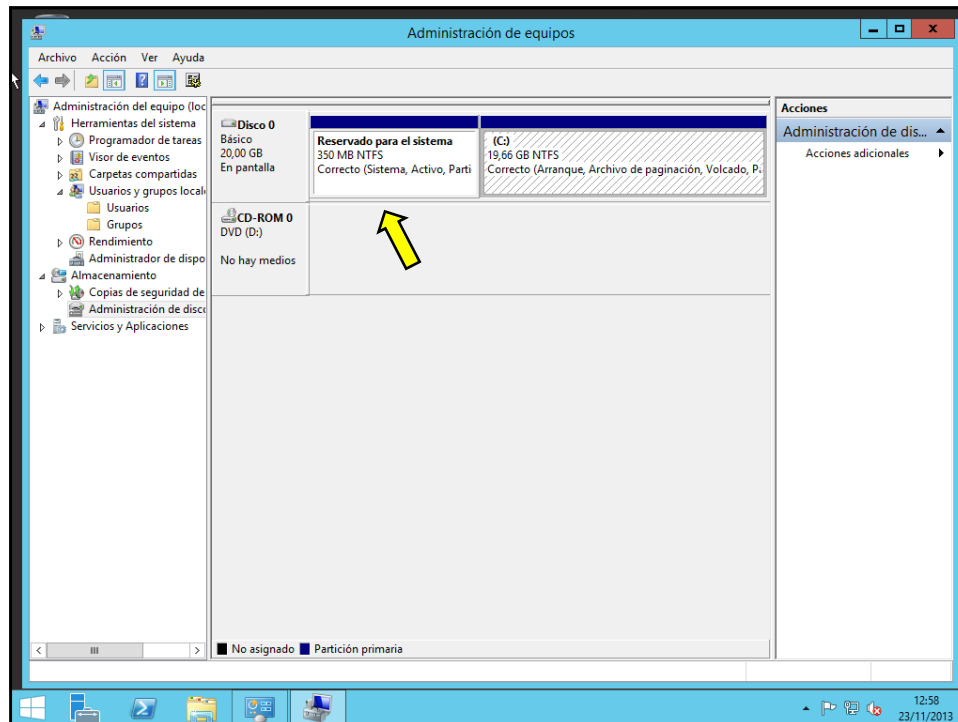 Administración de equipos
Archivo Acción Ver Ayuda
Administración del equipo (loc
Herramientas del sistema
Programador de tareas
Visor de eventos
Carpetas compartidas
Usuarios y grupos local
Usuarios
Grupos
Rendimiento
Administrador de dispo
Almacenamiento
Copias de seguridad de
Administración de disco
Servicios y Aplicaciones
Disco 0
Básico
20,00 GB
En pantalla
Reservado para el sistema
350 MB NTFS
Correcto (Sistema, Activo, Parti
(C:)
19,66 GB NTFS
Correcto (Arranque, Archivo de paginación, Volcado, P
CD-ROM 0
DVD (D:)
No hay medios
No asignado Partición primaria
Acciones
Administración de dis...
Acciones adicionales
12:58
23/11/2013